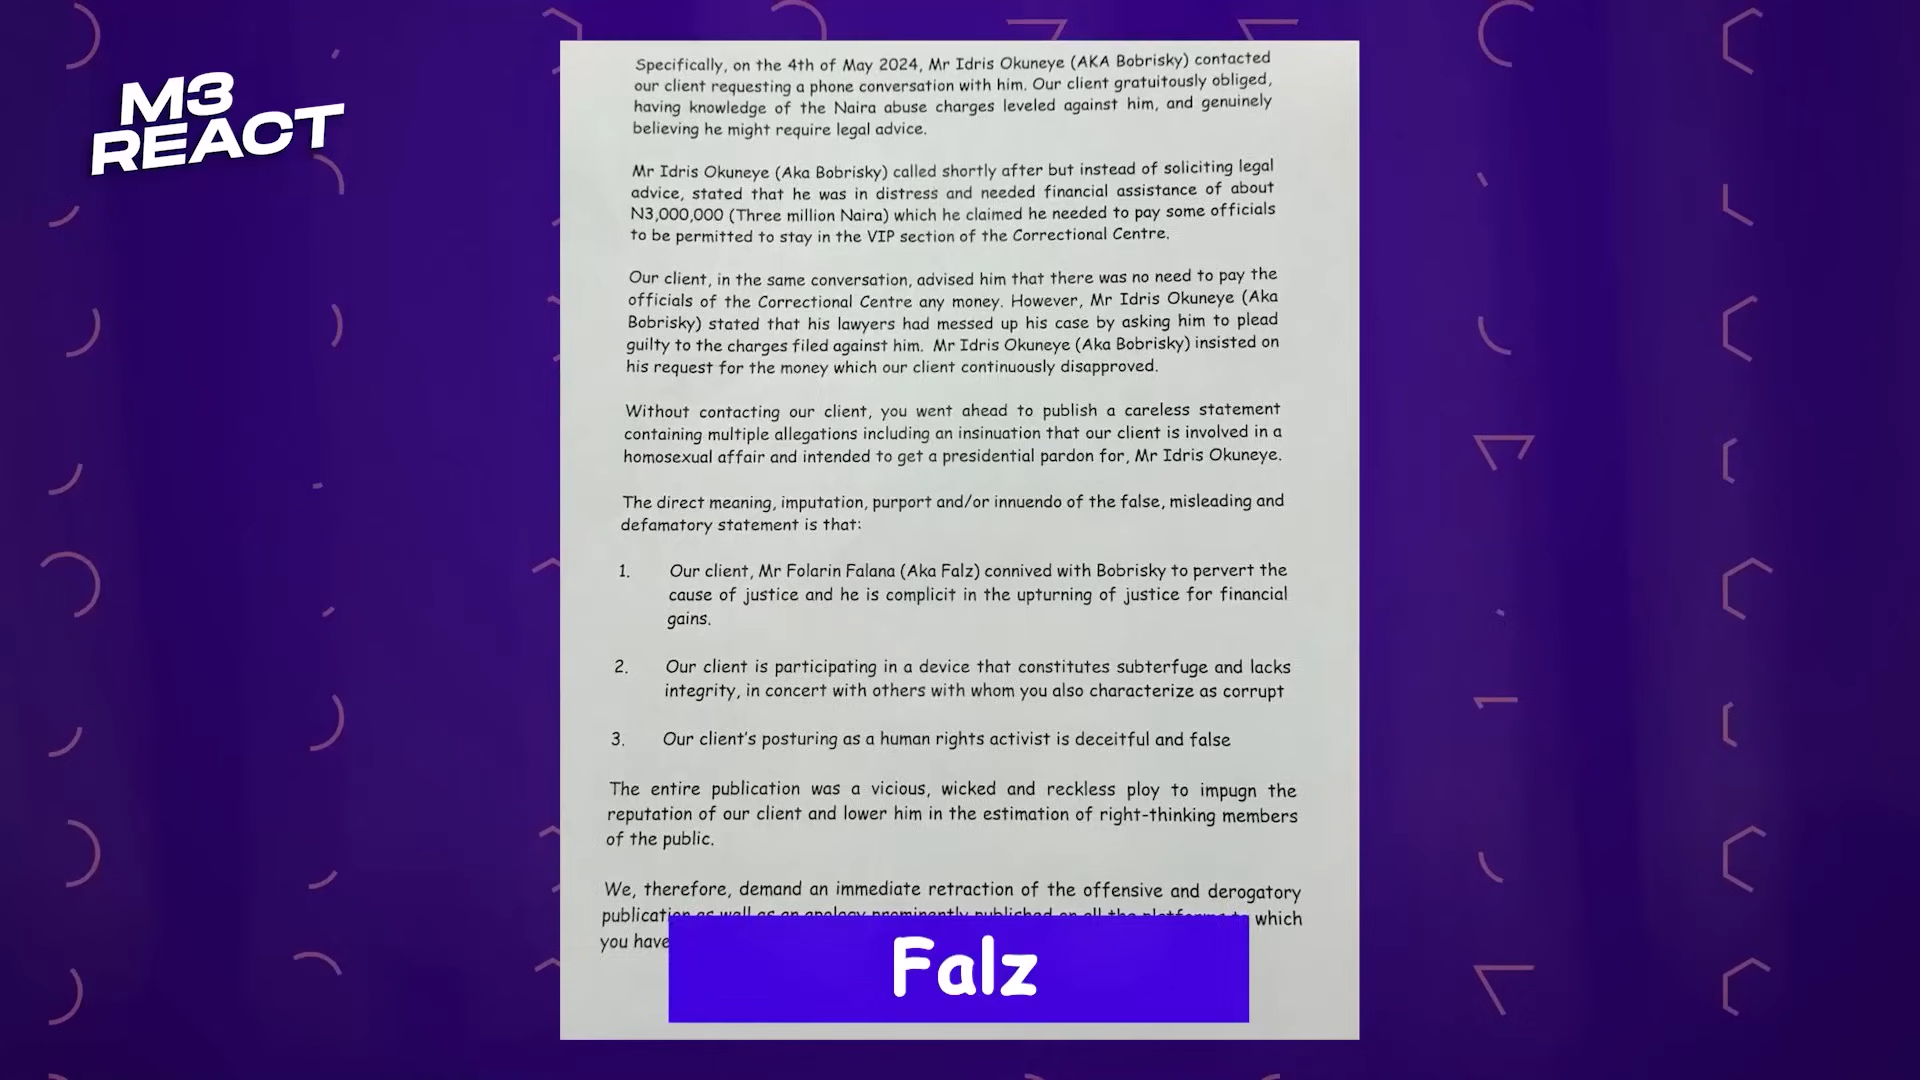 M3
REACT
Specifically, on the 4th of May 2024, Mr Idris Okuneye (AKA Bobrisky) contacted
our client requesting a phone conversation with him. Our client gratuitously obliged,
having knowledge of the Naira abuse charges leveled against him, and genuinely
believing he might require legal advice.
Mr Idris Okuneye (Aka Bobrisky) called shortly after but instead of soliciting legal
advice, stated that he was in distress and needed financial assistance of about
N3,000,000 (Three million Naira) which he claimed he needed to pay some officials
to be permitted to stay in the VIP section of the Correctional Centre.
Our client, in the same conversation, advised him that there was no need to pay the
officials of the Correctional Centre any money. However, Mr Idris Okuneye (Aka
Bobrisky) stated that his lawyers had messed up his case by asking him to plead
guilty to the charges filed against him. Mr Idris Okuneye (Aka Bobrisky) insisted on
his request for the money which our client continuously disapproved.
Without contacting our client, you went ahead to publish a careless statement
containing multiple allegations including an insinuation that our client is involved in a
homosexual affair and intended to get a presidential pardon for, Mr Idris Okuneye.
The direct meaning, imputation, purport and/or innuendo of the false, misleading and
defamatory statement is that:
1. Our client, Mr Folarin Falana (Aka Falz) connived with Bobrisky to pervert the
cause of justice and he is complicit in the upturning of justice for financial
gains.
2. Our client is participating in a device that constitutes subterfuge and lacks
integrity, in concert with others with whom you also characterize as corrupt
3. Our client's posturing as a human rights activist is deceitful and false
The entire publication was a vicious, wicked and reckless ploy to impugn the
reputation of our client and lower him in the estimation of right-thinking members
of the public.
We, therefore, demand an immediate retraction of the offensive and derogatory
publication as well as an apology prominently published on all the platforms to which
you have
Falz